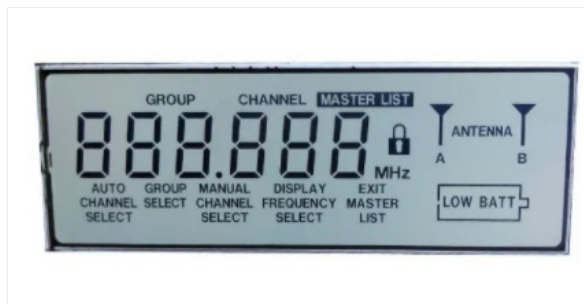 GROUP CHANNEL MASTER LIST
888.888 MHz
ANTENNA
A B
AUTO CHANNEL SELECT
GROUP SELECT
MANUAL CHANNEL SELECT
DISPLAY FREQUENCY SELECT
EXIT MASTER LIST
LOW BATT